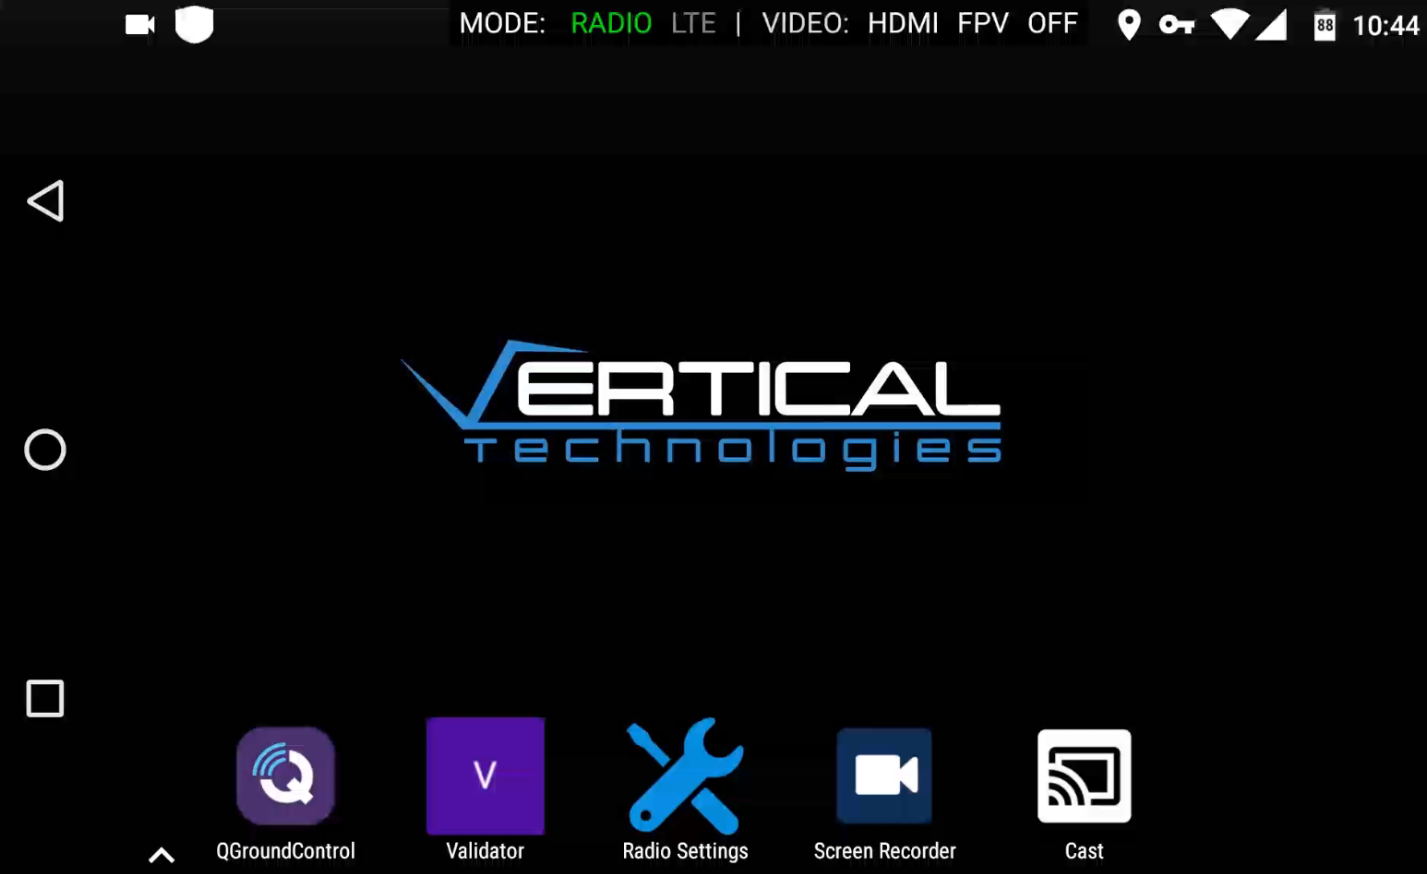 MODE: RADIO LTE | VIDEO: HDMI FPV OFF 88 10:44
VERTICAL
Technologies
V
QGroundControl Validator Radio Settings Screen Recorder Cast